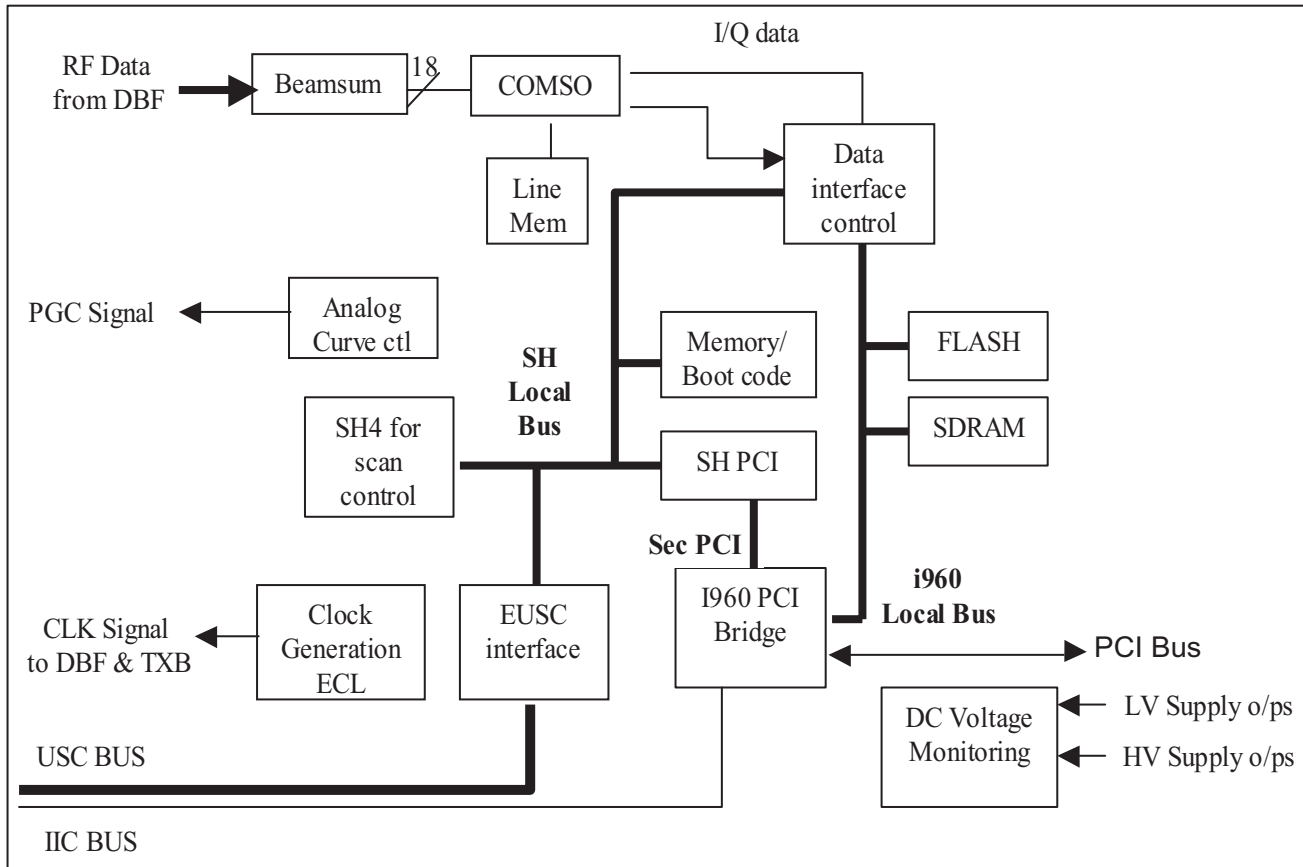 I/Q data
RF Data
from DBF
Beamsum
18
COMSO
Line
Mem
Data
interface
control
PGC Signal
Analog
Curve ctl
SH
Local
Bus
Memory/
Boot code
FLASH
SDRAM
SH4 for
scan
control
SH PCI
Sec PCI
i960
Local Bus
CLK Signal
to DBF & TXB
Clock
Generation
ECL
EUSC
interface
I960 PCI
Bridge
PCI Bus
DC Voltage
Monitoring
LV Supply o/ps
HV Supply o/ps
USC BUS
IIC BUS